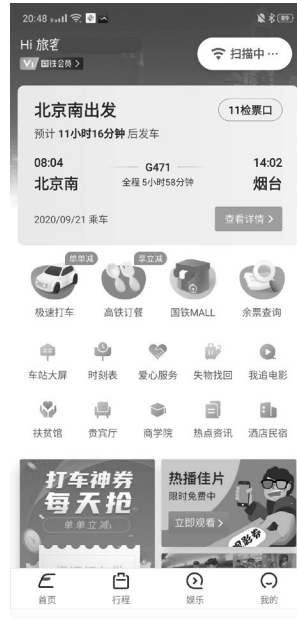 20:48
Hi 旅客
V1 国铁会员 >
扫描中 ···
北京南出发
11检票口
预计 11小时16分钟 后发车
08:04
G471
14:02
北京南
全程 5小时58分钟
烟台
2020/09/21 乘车
查看详情 >
单单减
享立减
极速打车
高铁订餐
国铁MALL
余票查询
车站大屏
时刻表
爱心服务
失物找回
我追电影
扶贫馆
贵宾厅
商学院
热点资讯
酒店民宿
打车神券
每天抢
单单立减
热播佳片
限时免费中
立即观看 >
电影券
首页
行程
娱乐
我的